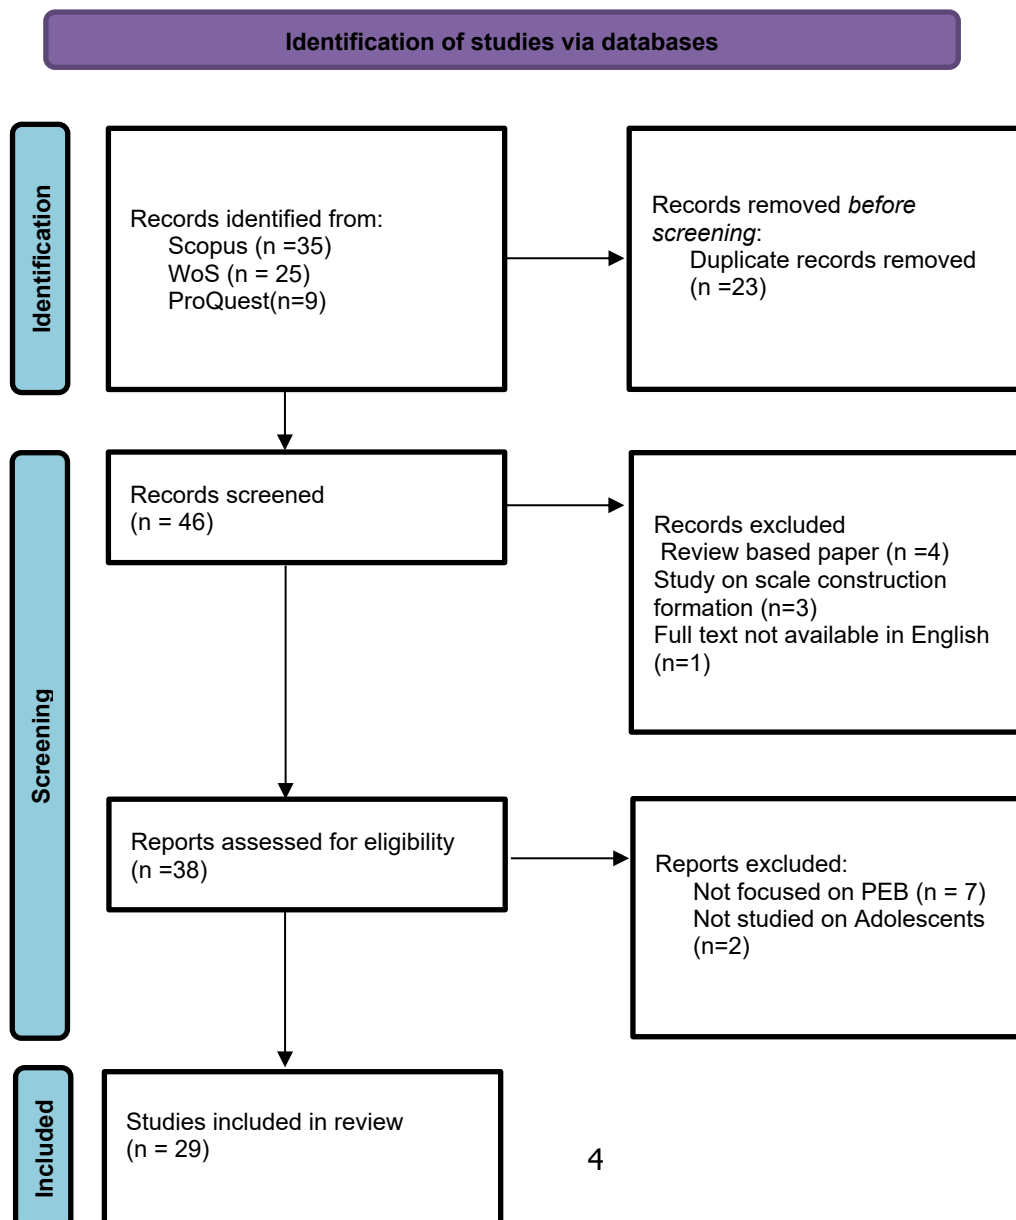 Identification of studies via databases
Identification
Records identified from:
Scopus (n =35)
WoS (n = 25)
ProQuest(n=9)
Records removed before
screening:
Duplicate records removed
(n =23)
Screening
Records screened
(n = 46)
Records excluded
Review based paper (n =4)
Study on scale construction
formation (n=3)
Full text not available in English
(n=1)
Reports assessed for eligibility
(n =38)
Reports excluded:
Not focused on PEB (n = 7)
Not studied on Adolescents
(n=2)
Included
Studies included in review
(n = 29)
4